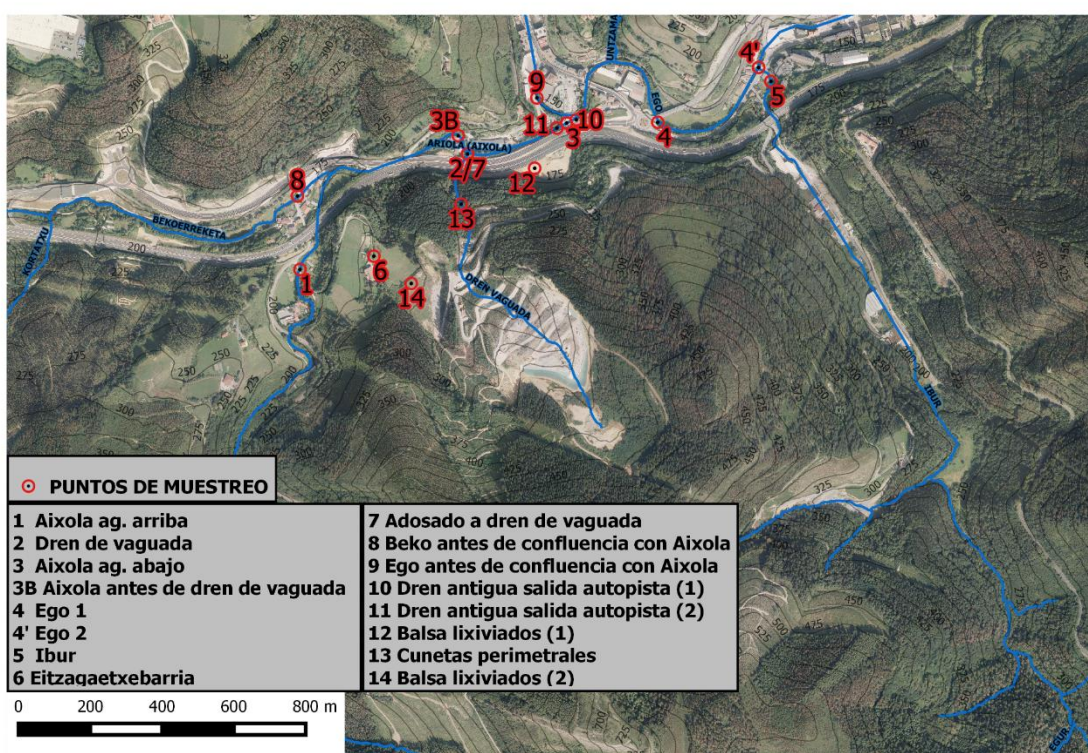 9
10
11
3
3B
ARIOLA (AIXOLA)
2/7
12
13
8
1
6
14
4
4'
5
UNTZAMA
EGO
BEKOERREKETA
KORTATXU
DREN VAGUADA
IBUR
EGUR
PUNTOS DE MUESTREO
1 Aixola ag. arriba
2 Dren de vaguada
3 Aixola ag. abajo
3B Aixola antes de dren de vaguada
4 Ego 1
4' Ego 2
5 Ibur
6 Eitzagaetxebarria
7 Adosado a dren de vaguada
8 Beko antes de confluencia con Aixola
9 Ego antes de confluencia con Aixola
10 Dren antigua salida autopista (1)
11 Dren antigua salida autopista (2)
12 Balsa lixiviados (1)
13 Cunetas perimetrales
14 Balsa lixiviados (2)
0 200 400 600 800 m